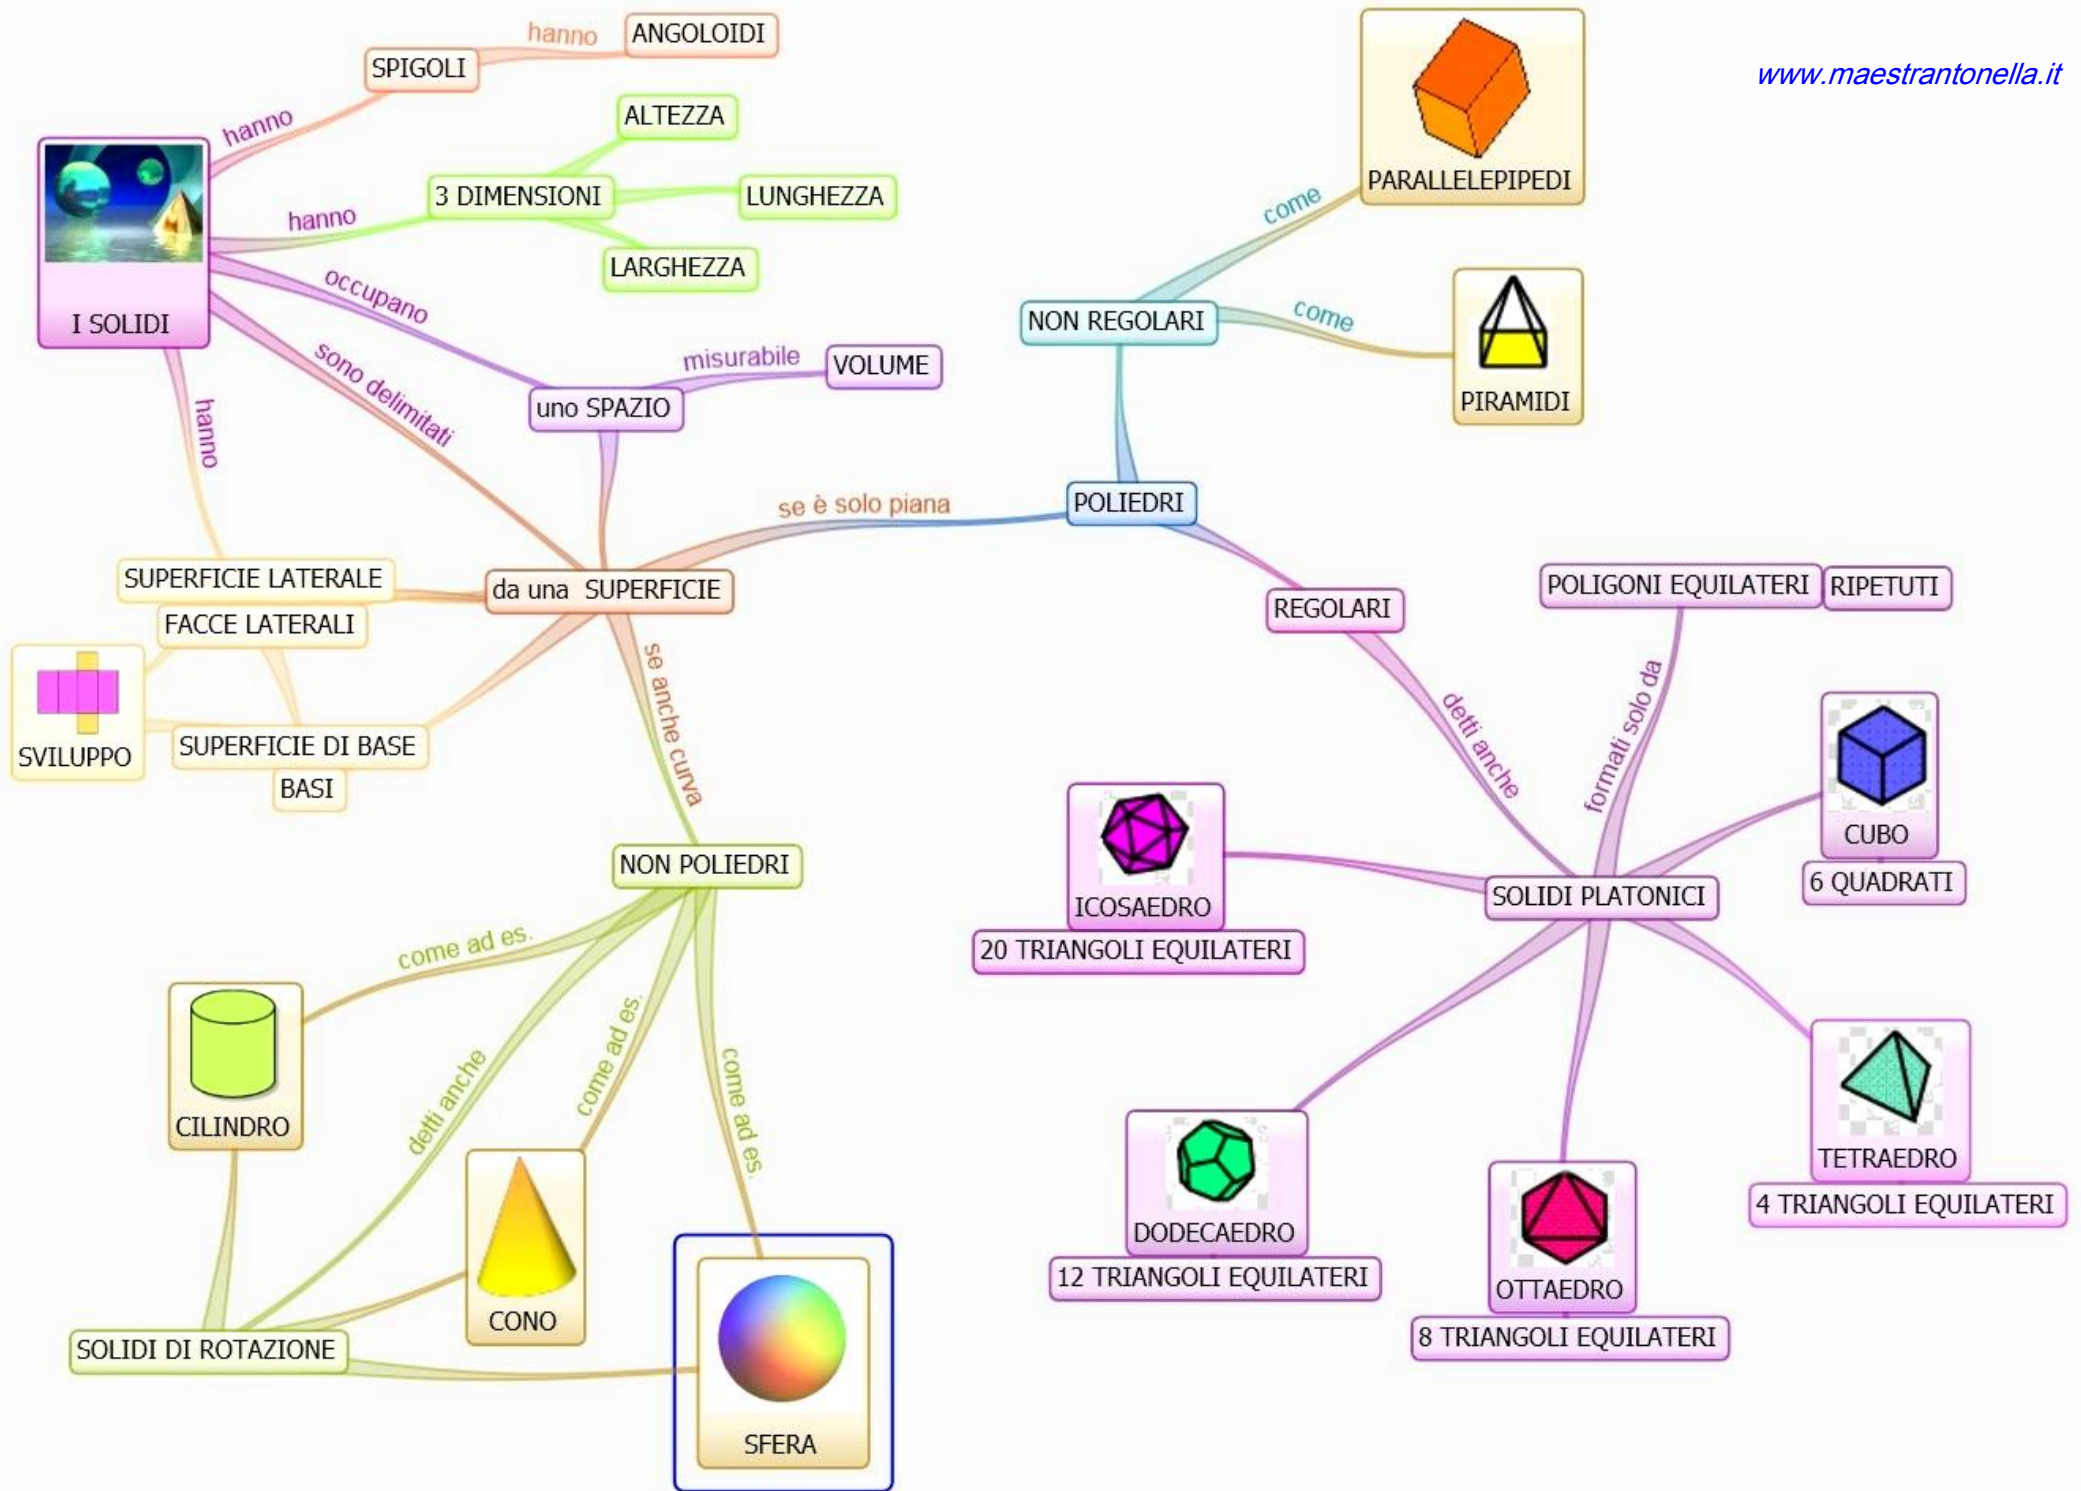 www.maestrantonella.it
I SOLIDI
hanno
SPIGOLI
hanno
ANGOLOIDI
hanno
3 DIMENSIONI
ALTEZZA
LUNGHEZZA
LARGHEZZA
occupano
uno SPAZIO
misurabile
VOLUME
sono delimitati
da una SUPERFICIE
hanno
SUPERFICIE LATERALE
FACCE LATERALI
SVILUPPO
SUPERFICIE DI BASE
BASI
se è solo piana
POLIEDRI
NON REGOLARI
come
PARALLELEPIPEDI
come
PIRAMIDI
REGOLARI
detti anche
SOLIDI PLATONICI
formati solo da
POLIGONI EQUILATERI
RIPETUTI
CUBO
6 QUADRATI
ICOSAEDRO
20 TRIANGOLI EQUILATERI
TETRAEDRO
4 TRIANGOLI EQUILATERI
DODECAEDRO
12 TRIANGOLI EQUILATERI
OTTAEDRO
8 TRIANGOLI EQUILATERI
se anche curva
NON POLIEDRI
come ad es.
CILINDRO
detti anche
come ad es.
CONO
come ad es.
SFERA
SOLIDI DI ROTAZIONE